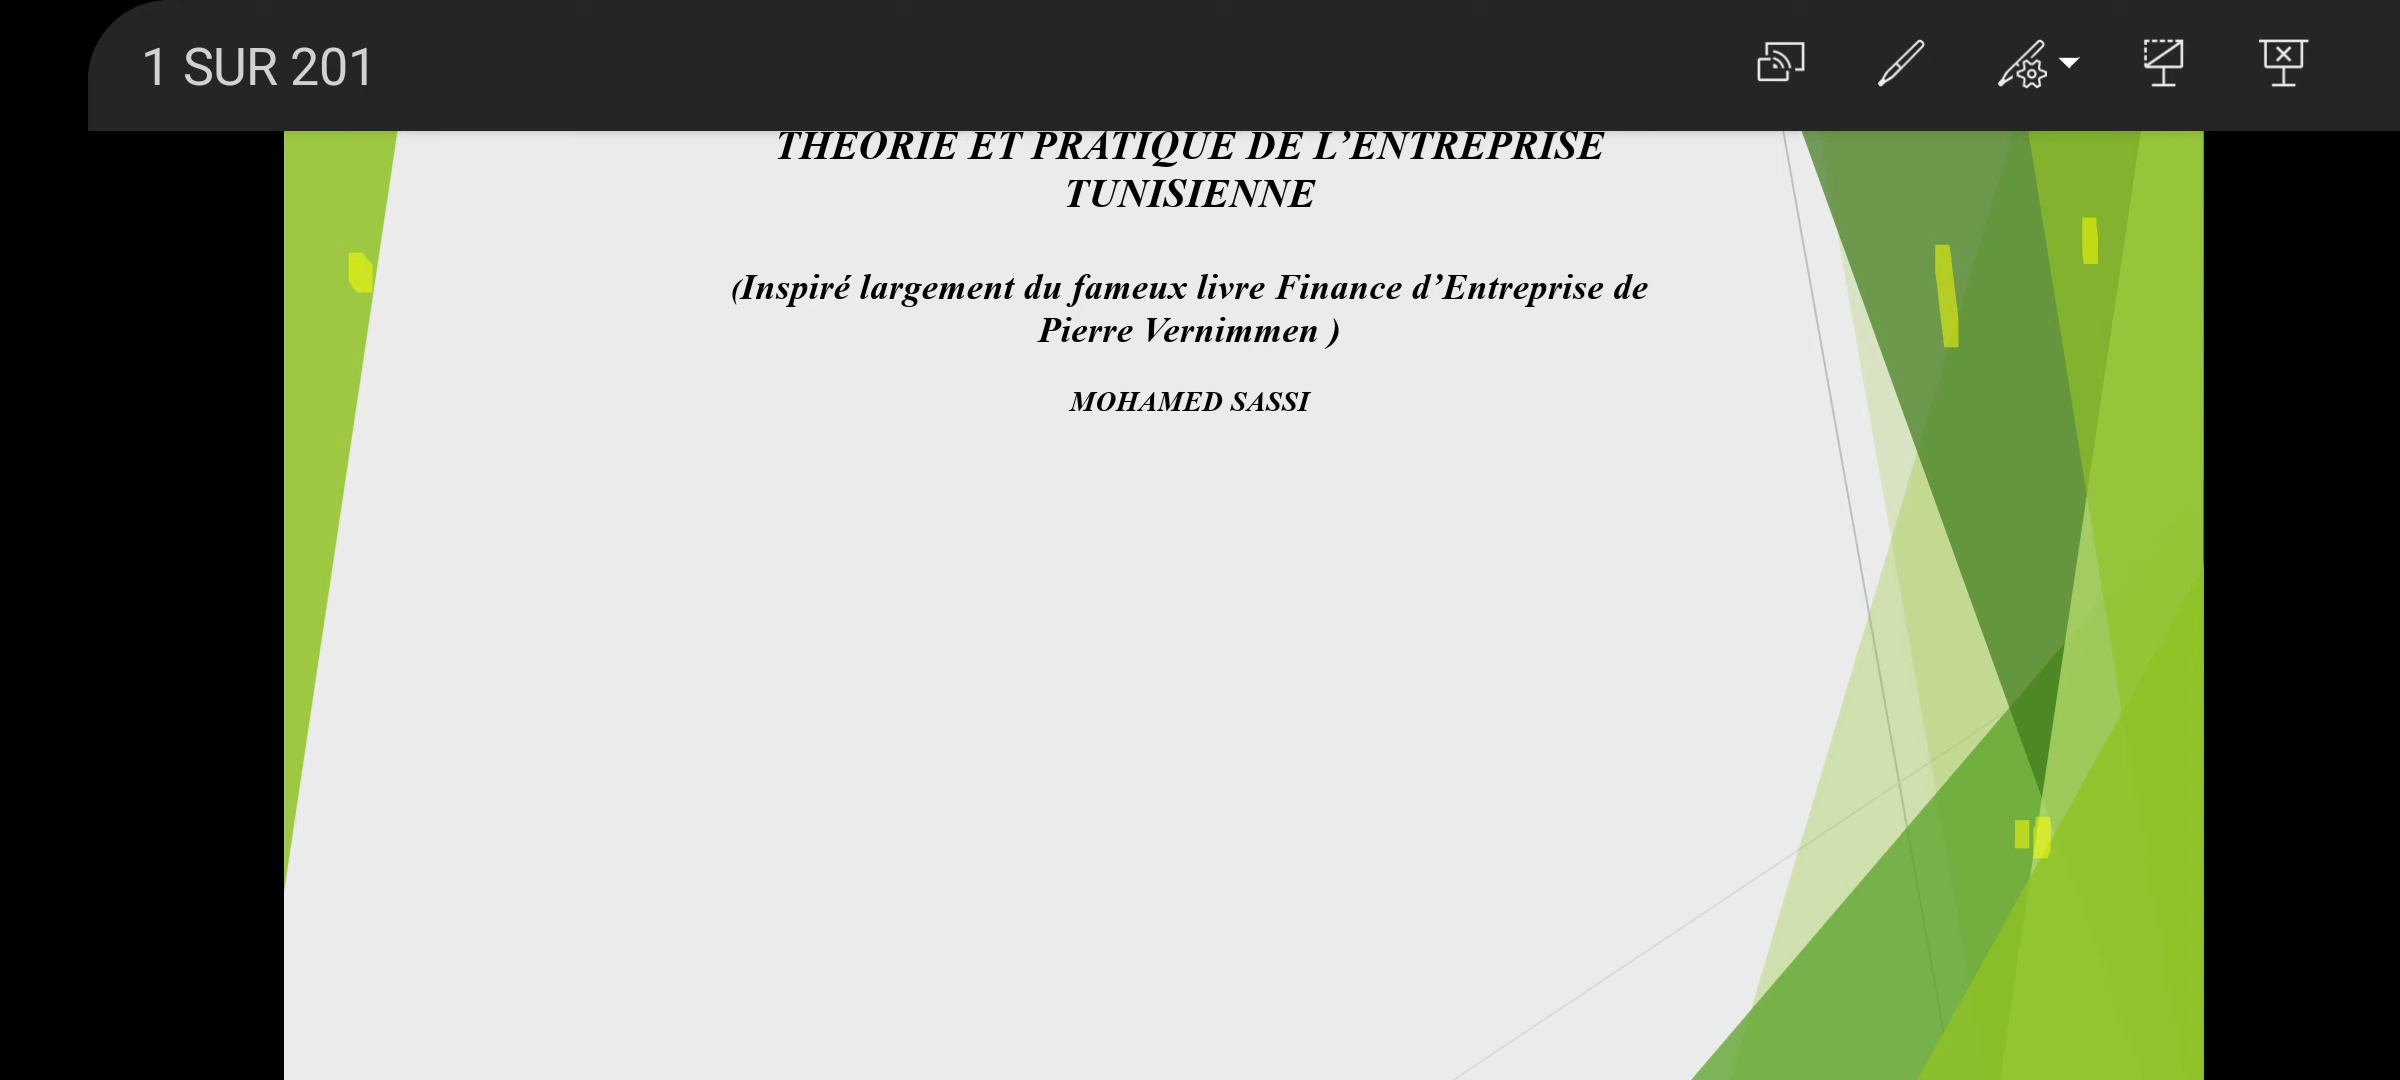 1 SUR 201
THEORIE ET PRATIQUE DE L’ENTREPRISE
TUNISIENNE
(Inspiré largement du fameux livre Finance d’Entreprise de
Pierre Vernimmen )
MOHAMED SASSI